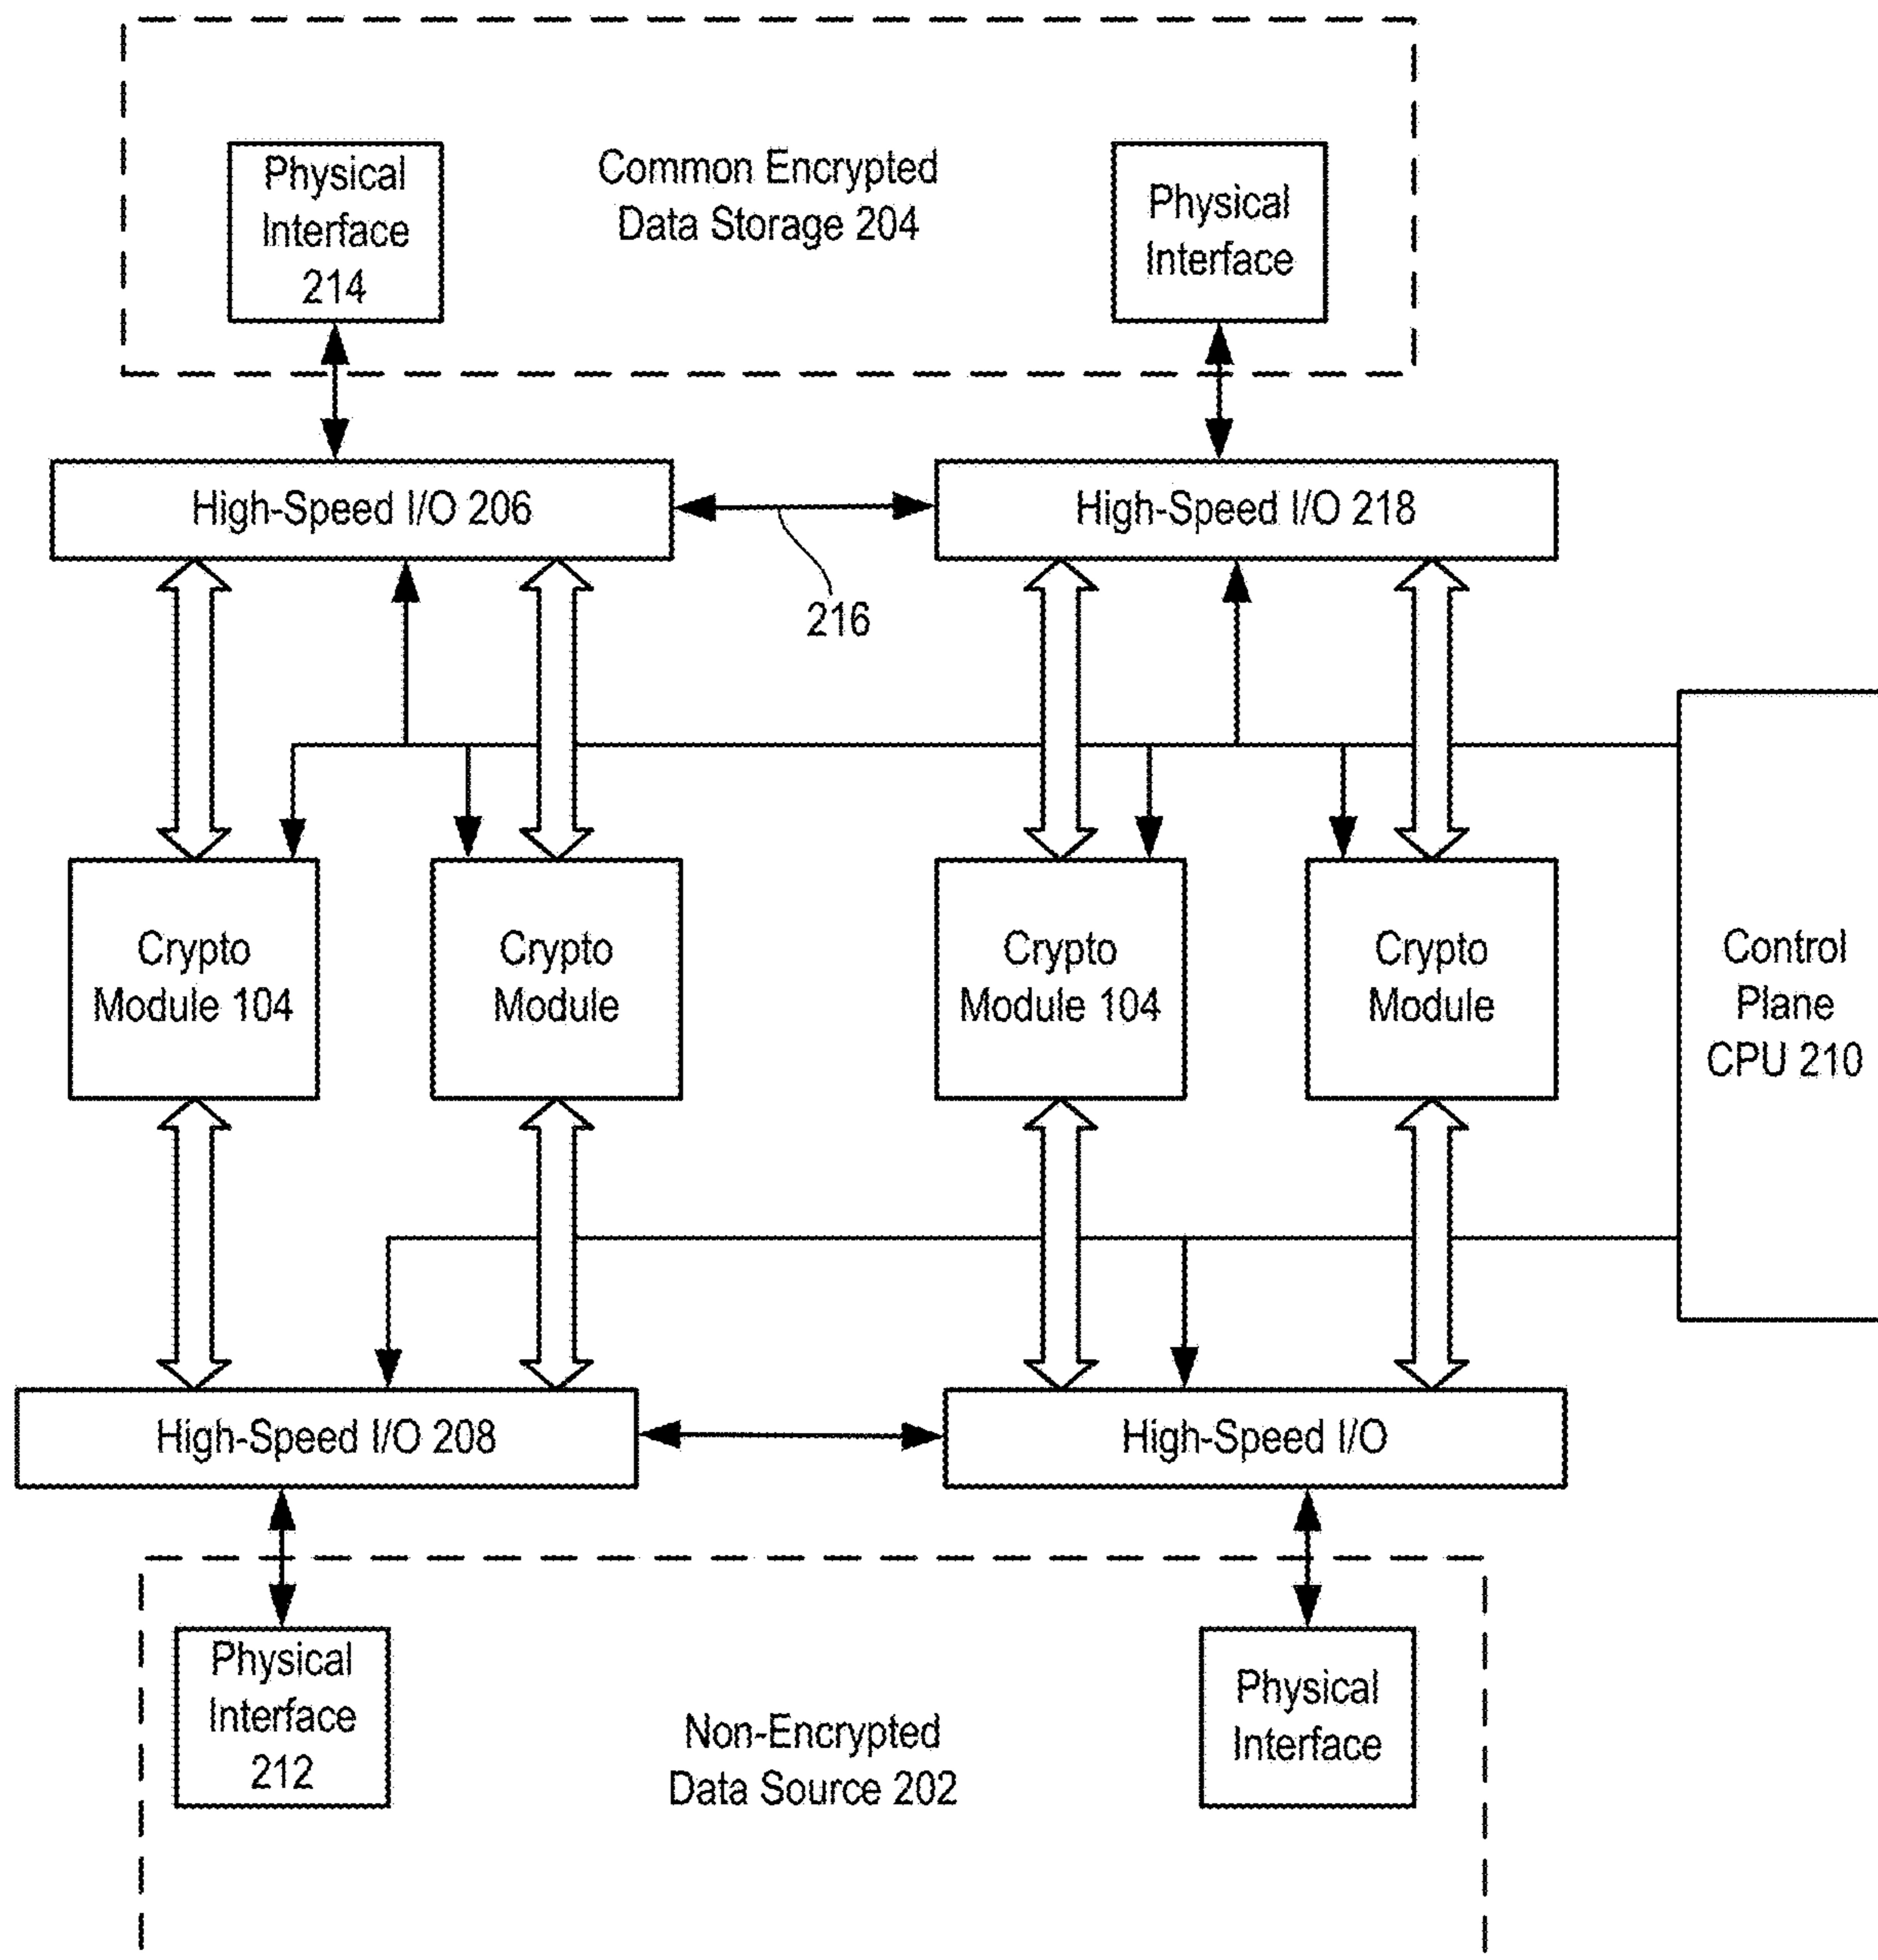 Physical
Interface
214
Common Encrypted
Data Storage 204
Physical
Interface
High-Speed I/O 206
High-Speed I/O 218
216
Crypto
Module 104
Crypto
Module
Crypto
Module 104
Crypto
Module
Control
Plane
CPU 210
High-Speed I/O 208
High-Speed I/O
Physical
Interface
212
Non-Encrypted
Data Source 202
Physical
Interface